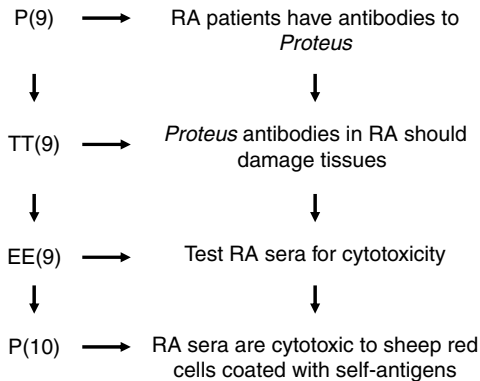 P(9) RA patients have antibodies to
Proteus
TT(9) Proteus antibodies in RA should
damage tissues
EE(9) Test RA sera for cytotoxicity
P(10) RA sera are cytotoxic to sheep red
cells coated with self-antigens